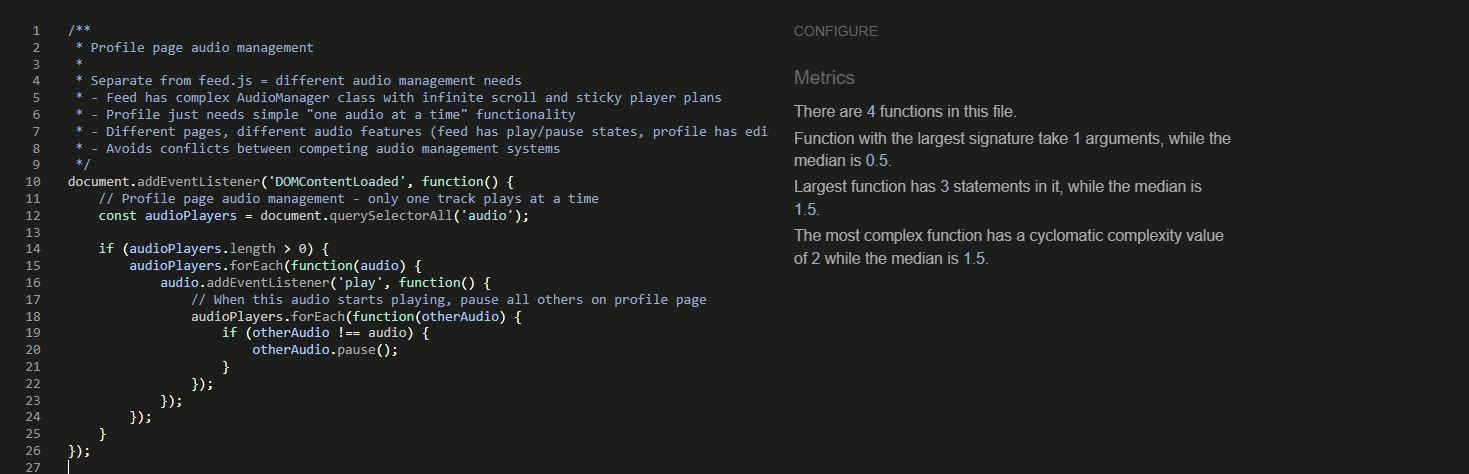 1 /**
2  * Profile page audio management
3  *
4  * Separate from feed.js = different audio management needs
5  * - Feed has complex AudioManager class with infinite scroll and sticky player plans
6  * - Profile just needs simple "one audio at a time" functionality
7  * - Different pages, different audio features (feed has play/pause states, profile has edi
8  * - Avoids conflicts between competing audio management systems
9  */
10 document.addEventListener('DOMContentLoaded', function() {
11     // Profile page audio management - only one track plays at a time
12     const audioPlayers = document.querySelectorAll('audio');
13
14     if (audioPlayers.length > 0) {
15         audioPlayers.forEach(function(audio) {
16             audio.addEventListener('play', function() {
17                 // When this audio starts playing, pause all others on profile page
18                 audioPlayers.forEach(function(otherAudio) {
19                     if (otherAudio !== audio) {
20                         otherAudio.pause();
21                     }
22                 });
23             });
24         });
25     }
26 });
27
CONFIGURE
Metrics
There are 4 functions in this file.
Function with the largest signature take 1 arguments, while the
median is 0.5.
Largest function has 3 statements in it, while the median is
1.5.
The most complex function has a cyclomatic complexity value
of 2 while the median is 1.5.